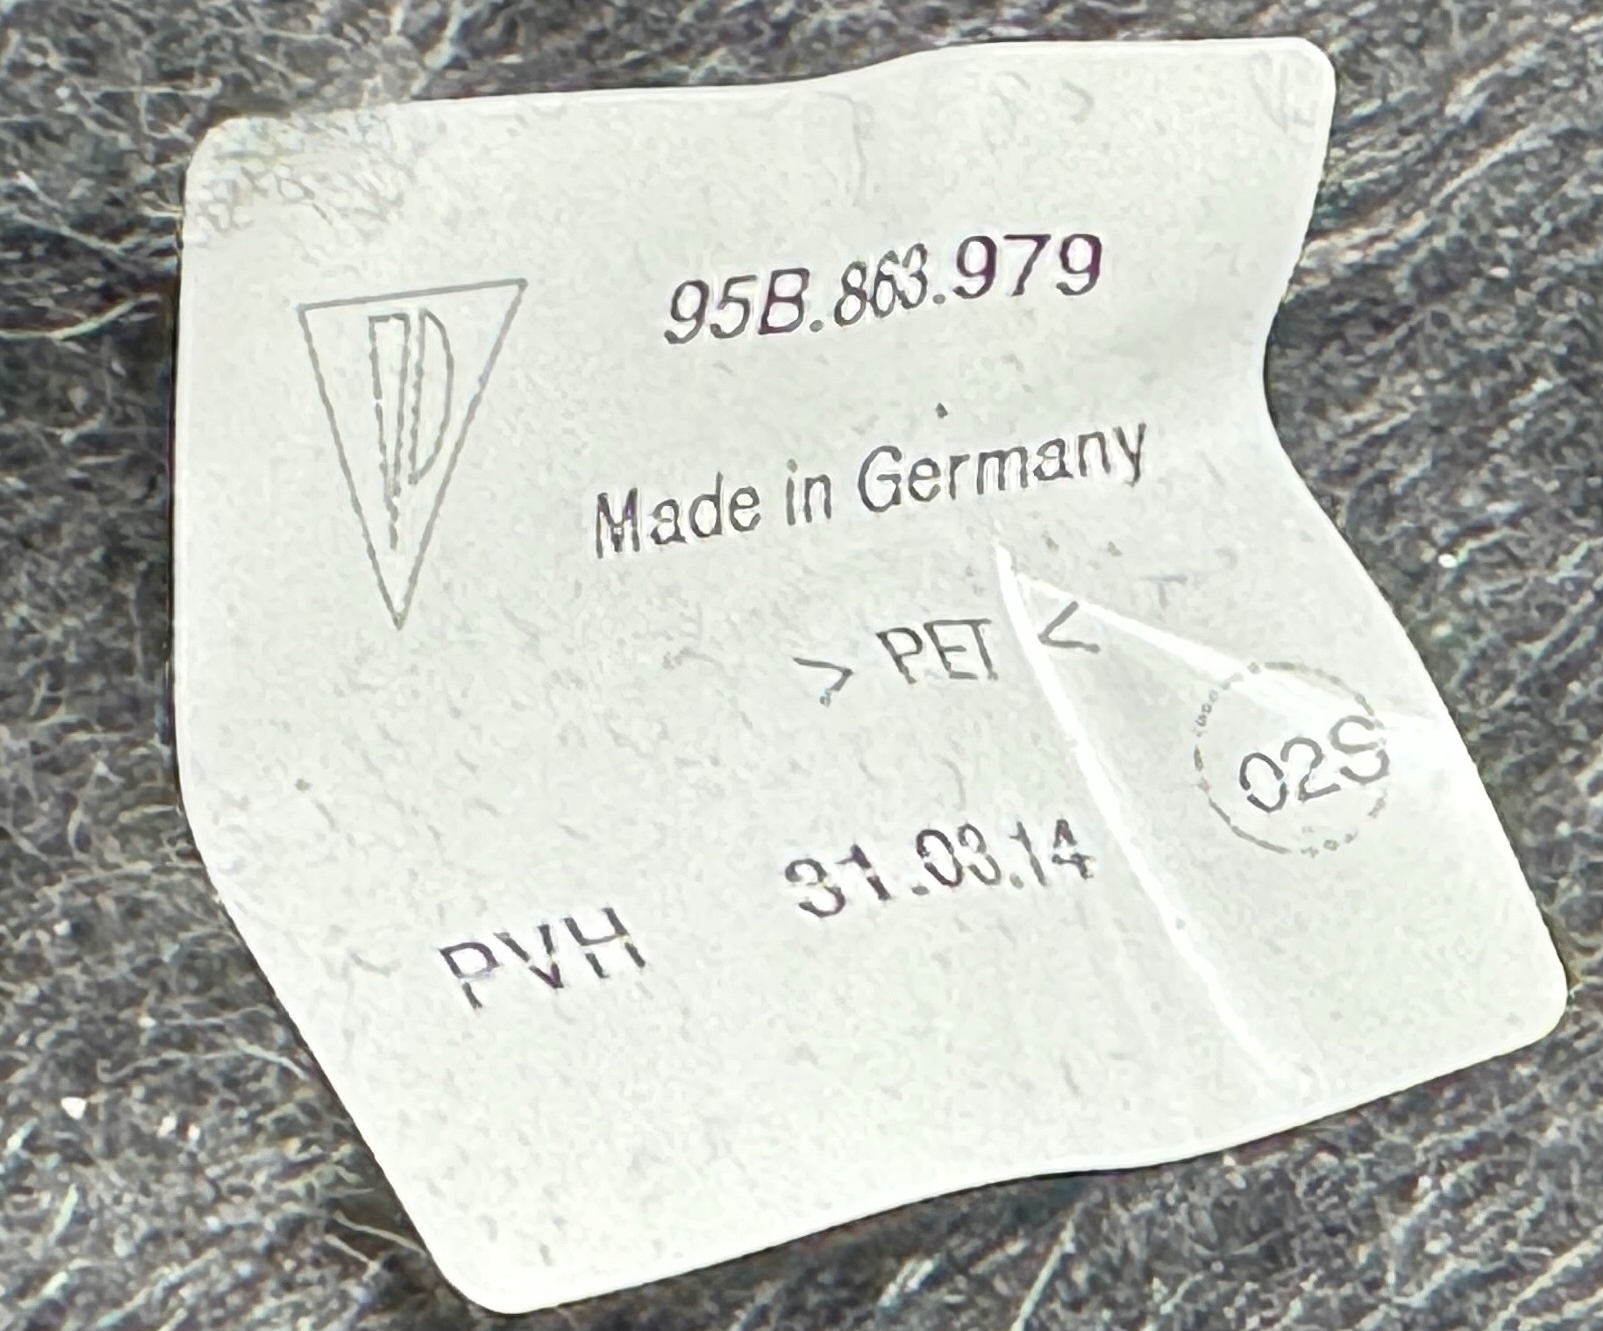 95B.863.979
Made in Germany
> PET <
02S
31.03.14
PVH